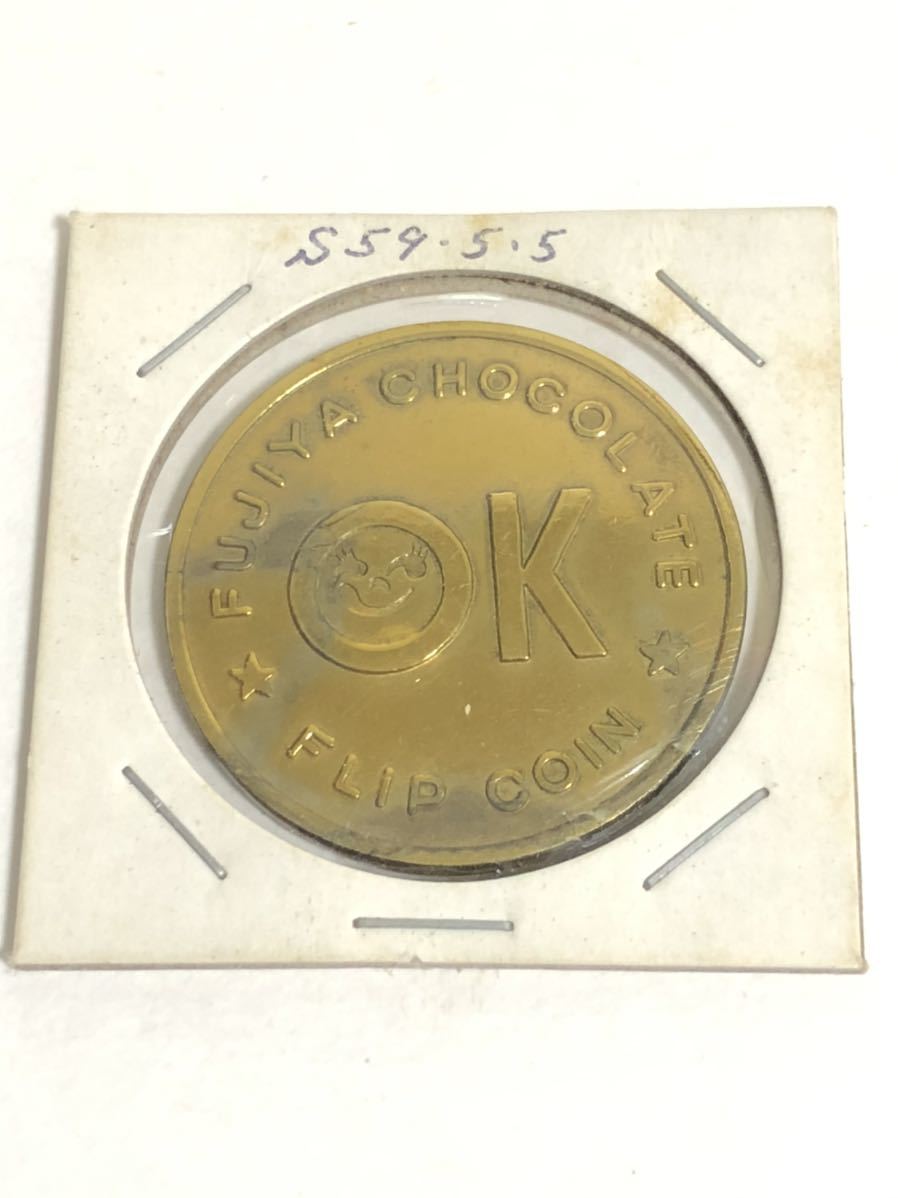 S59.5.5
FUJIYA CHOCOLATE
OK
FLIP COIN